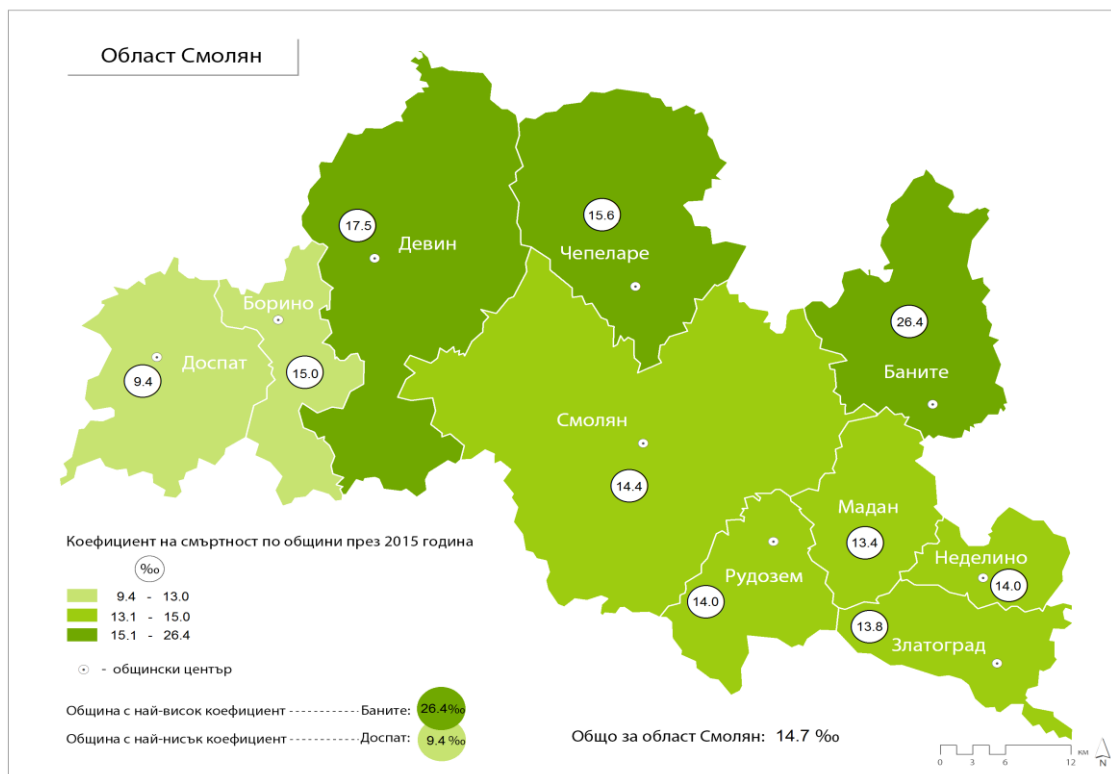 Област Смолян
17.5
Девин
15.6
Чепеларе
Борино
26.4
Доспат
9.4
15.0
Баните
Смолян
14.4
Мадан
13.4
Неделино
14.0
Рудозем
14.0
13.8
Златоград
Коефициент на смъртност по общини през 2015 година
‰
9.4 - 13.0
13.1 - 15.0
15.1 - 26.4
- общински център
Община с най-висок коефициент ---------- Баните: 26.4‰
Община с най-нисък коефициент ---------- Доспат: 9.4‰
Общо за област Смолян: 14.7 ‰
км
0 3 6 12
N